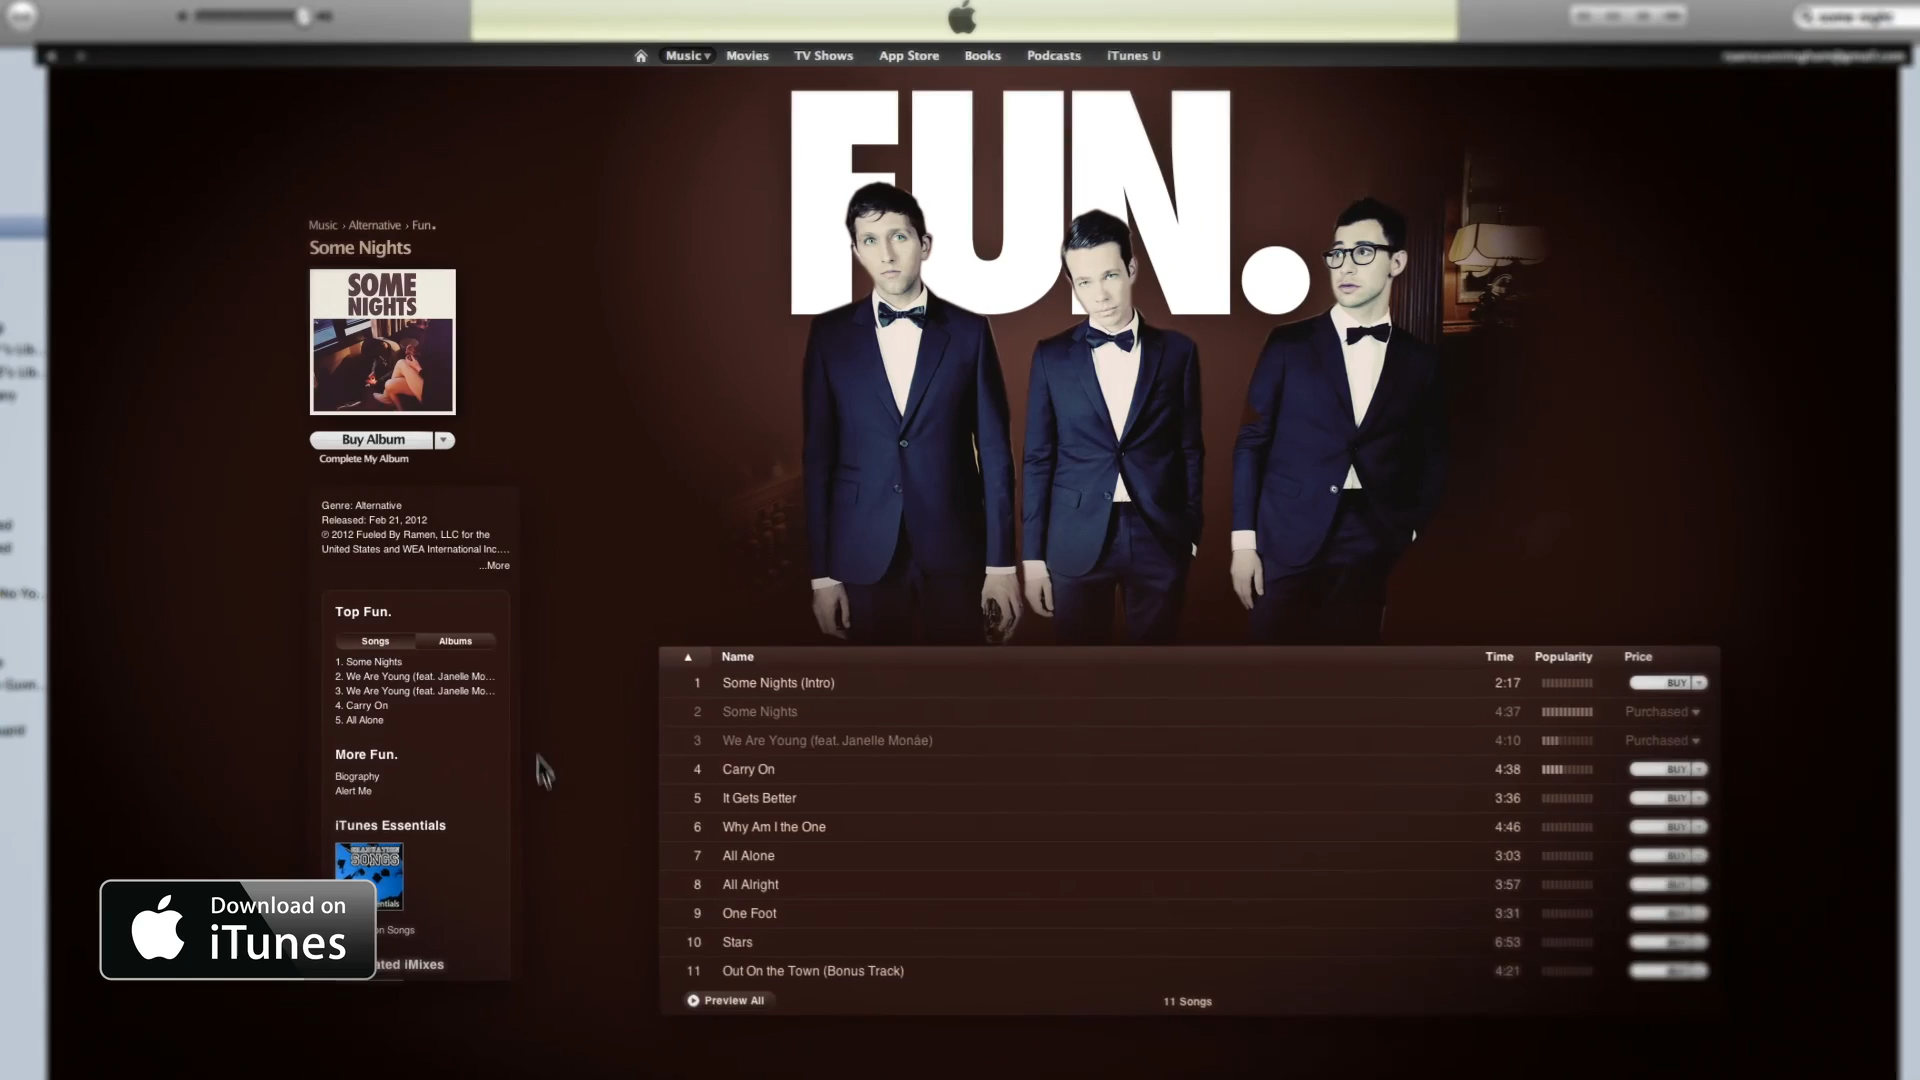 Music Movies TV Shows App Store Books Podcasts iTunes U
FUN.
Music › Alternative › Fun.
Some Nights
SOME
NIGHTS
Buy Album
Complete My Album
Genre: Alternative
Released: Feb 21, 2012
℗ 2012 Fueled By Ramen, LLC for the
United States and WEA International Inc....
...More
Top Fun.
Songs Albums
1. Some Nights
2. We Are Young (feat. Janelle Mo...
3. We Are Young (feat. Janelle Mo...
4. Carry On
5. All Alone
More Fun.
Biography
Alert Me
iTunes Essentials
GRADUATION
SONGS
Download on
iTunes
Name Time Popularity Price
1 Some Nights (Intro) 2:17 BUY
2 Some Nights 4:37 Purchased
3 We Are Young (feat. Janelle Monáe) 4:10 Purchased
4 Carry On 4:38 BUY
5 It Gets Better 3:36 BUY
6 Why Am I the One 4:46 BUY
7 All Alone 3:03 BUY
8 All Alright 3:57 BUY
9 One Foot 3:31
10 Stars 6:53
11 Out On the Town (Bonus Track) 4:21
Preview All 11 Songs